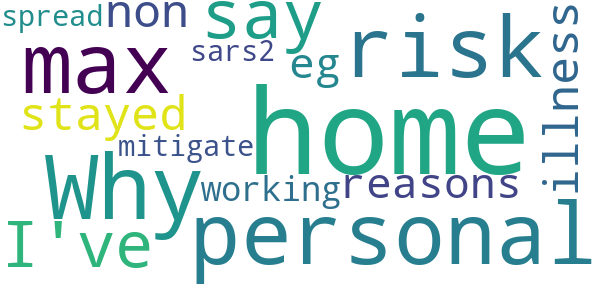 spread non say
max sars2 eg risk
stayed illness
mitigate home
Why working reasons
I've personal